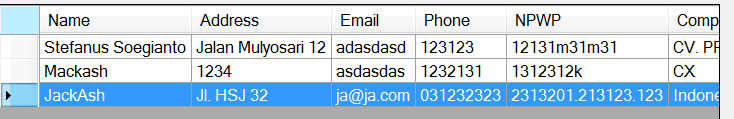 Name Address Email Phone NPWP Comp
Stefanus Soegianto Jalan Mulyosari 12 adasdasd 123123 12131m31m31 CV. PF
Mackash 1234 asdasdas 1232131 1312312k CX
JackAsh Jl. HSJ 32 ja@ja.com 031232323 2313201.213123.123 Indone